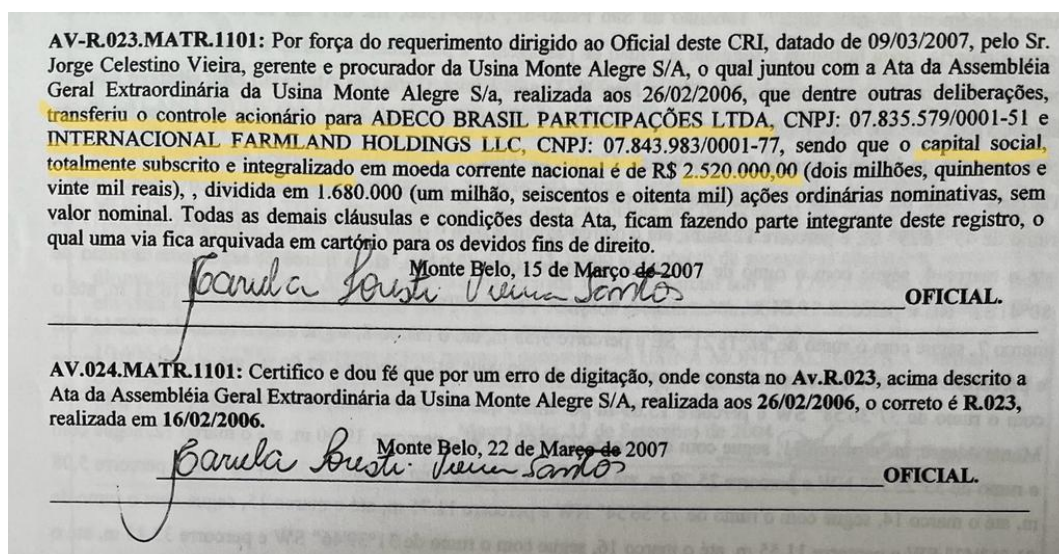 AV-R.023.MATR.1101: Por força do requerimento dirigido ao Oficial deste CRI, datado de 09/03/2007, pelo Sr.
Jorge Celestino Vieira, gerente e procurador da Usina Monte Alegre S/A, o qual juntou com a Ata da Assembléia
Geral Extraordinária da Usina Monte Alegre S/a, realizada aos 26/02/2006, que dentre outras deliberações,
transferiu o controle acionário para ADECO BRASIL PARTICIPAÇÕES LTDA, CNPJ: 07.835.579/0001-51 e
INTERNACIONAL FARMLAND HOLDINGS LLC, CNPJ: 07.843.983/0001-77, sendo que o capital social,
totalmente subscrito e integralizado em moeda corrente nacional é de R$ 2.520.000,00 (dois milhões, quinhentos e
vinte mil reais), , dividida em 1.680.000 (um milhão, seiscentos e oitenta mil) ações ordinárias nominativas, sem
valor nominal. Todas as demais cláusulas e condições desta Ata, ficam fazendo parte integrante deste registro, o
qual uma via fica arquivada em cartório para os devidos fins de direito.
Monte Belo, 15 de Março de 2007
Vieira Santos
OFICIAL.
AV.024.MATR.1101: Certifico e dou fé que por um erro de digitação, onde consta no Av.R.023, acima descrito a
Ata da Assembléia Geral Extraordinária da Usina Monte Alegre S/A, realizada aos 26/02/2006, o correto é R.023,
realizada em 16/02/2006.
Monte Belo, 22 de Março de 2007
Vieira Santos
OFICIAL.